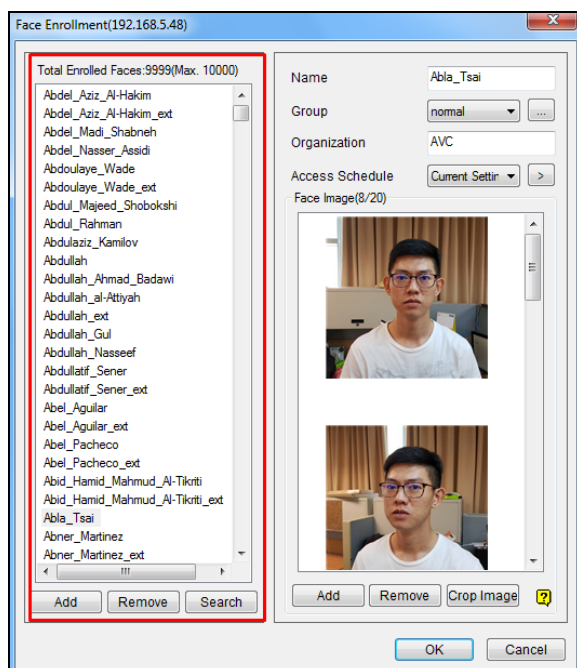 Face Enrollment(192.168.5.48)
Total Enrolled Faces:9999(Max. 10000)
Abdel_Aziz_Al-Hakim
Abdel_Aziz_Al-Hakim_ext
Abdel_Madi_Shabneh
Abdel_Nasser_Assidi
Abdoulaye_Wade
Abdoulaye_Wade_ext
Abdul_Majeed_Shobokshi
Abdul_Rahman
Abdulaziz_Kamilov
Abdullah
Abdullah_Ahmad_Badawi
Abdullah_al-Attiyah
Abdullah_ext
Abdullah_Gul
Abdullah_Nasseef
Abdullatif_Sener
Abdullatif_Sener_ext
Abel_Aguilar
Abel_Aguilar_ext
Abel_Pacheco
Abel_Pacheco_ext
Abid_Hamid_Mahmud_Al-Tikriti
Abid_Hamid_Mahmud_Al-Tikriti_ext
Abla_Tsai
Abner_Martinez
Abner_Martinez_ext
Add Remove Search
Name Abla_Tsai
Group normal ...
Organization AVC
Access Schedule Current Settir >
Face Image(8/20)
Add Remove Crop Image ?
OK Cancel